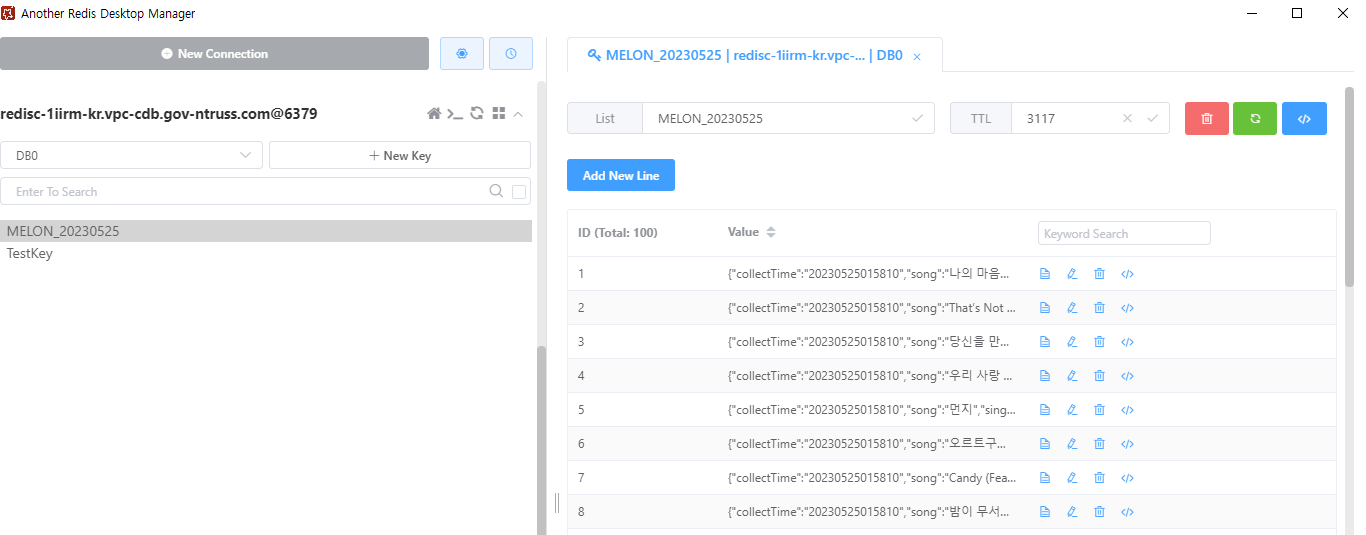 Another Redis Desktop Manager
New Connection
redisc-1iirm-kr.vpc-cdb.gov-ntruss.com@6379
DB0
New Key
Enter To Search
MELON_20230525
TestKey
MELON_20230525 | redisc-1iirm-kr.vpc-... | DB0
List MELON_20230525 TTL 3117
Add New Line
ID (Total: 100) Value Keyword Search
1 {"collectTime":"20230525015810","song":"나의 마음...
2 {"collectTime":"20230525015810","song":"That's Not ...
3 {"collectTime":"20230525015810","song":"당신을 만...
4 {"collectTime":"20230525015810","song":"우리 사랑 ...
5 {"collectTime":"20230525015810","song":"먼지","sing...
6 {"collectTime":"20230525015810","song":"오르트구...
7 {"collectTime":"20230525015810","song":"Candy (Fea...
8 {"collectTime":"20230525015810","song":"밤이 무서...